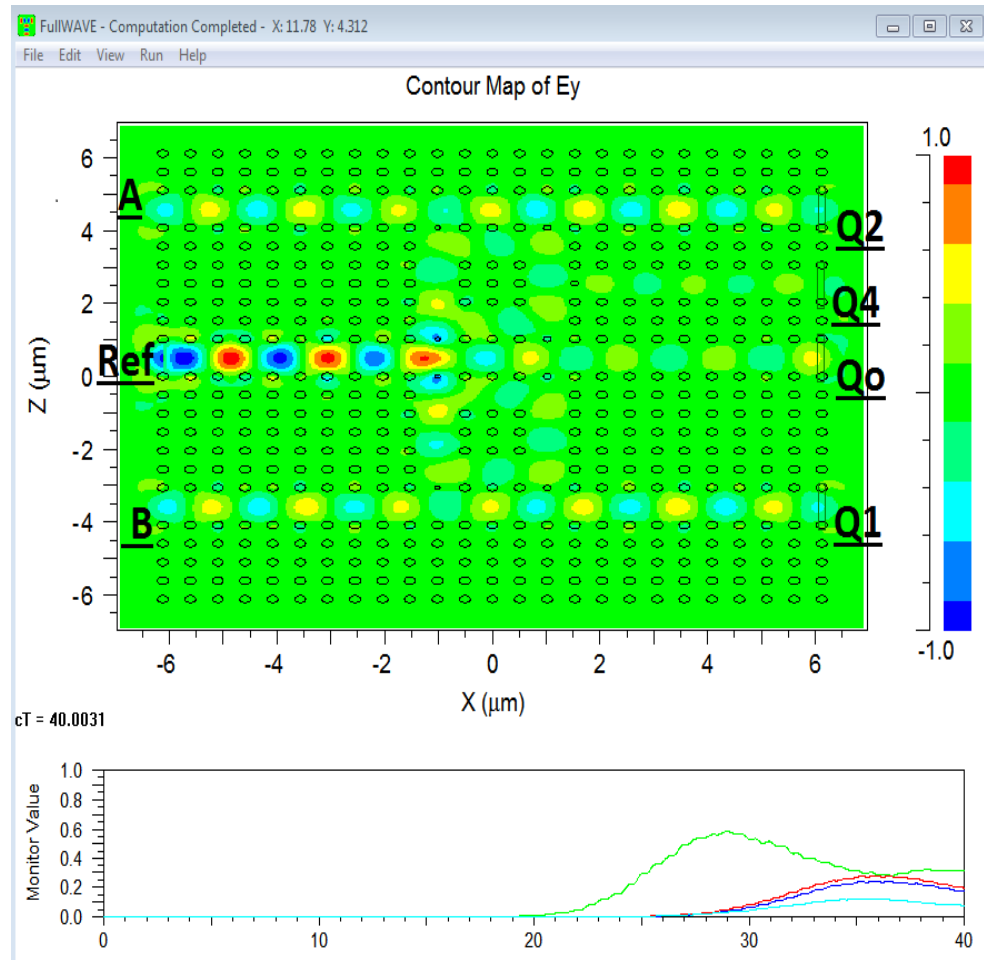 FullWAVE - Computation Completed - X: 11.78 Y: 4.312
File Edit View Run Help
Contour Map of Ey
1.0
6
A
4
Q2
2
Q4
Z (μm)
Ref
0
Qo
-2
-4
B
Q1
-6
-1.0
-6 -4 -2 0 2 4 6
X (μm)
cT = 40.0031
Monitor Value
1.0
0.8
0.6
0.4
0.2
0.0
0 10 20 30 40